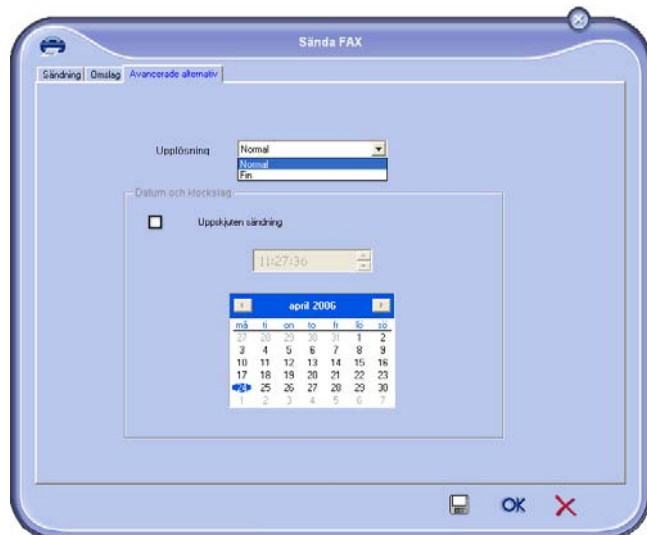 Sända FAX
Sändning Omslag Avancerade alternativ
Upplösning Normal
Normal
Fin
Datum och klockslag
Uppskjuten sändning
11:27:36
april 2006
må ti on to fr lö sö
27 28 29 30 31 1 2
3 4 5 6 7 8 9
10 11 12 13 14 15 16
17 18 19 20 21 22 23
24 25 26 27 28 29 30
1 2 3 4 5 6 7
OK